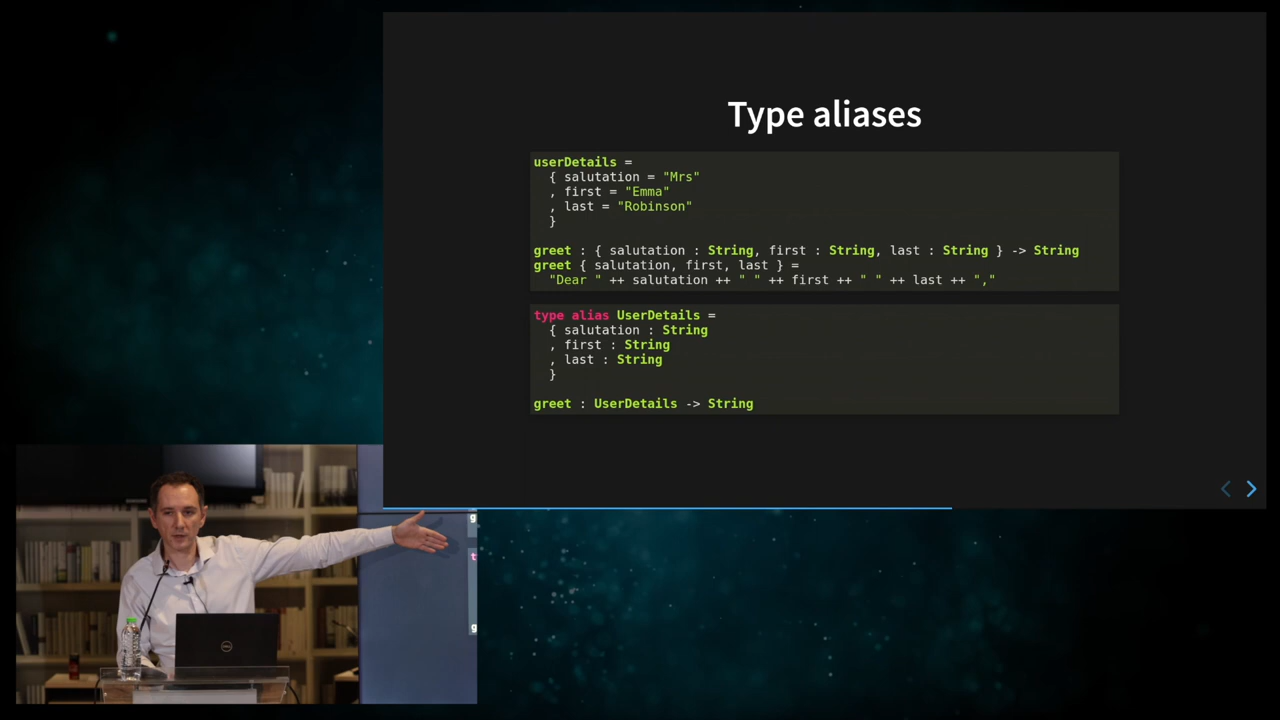 Type aliases
userDetails =
  { salutation = "Mrs"
  , first = "Emma"
  , last = "Robinson"
  }
greet : { salutation : String, first : String, last : String } -> String
greet { salutation, first, last } =
  "Dear " ++ salutation ++ " " ++ first ++ " " ++ last ++ ","
type alias UserDetails =
  { salutation : String
  , first : String
  , last : String
  }
greet : UserDetails -> String
g
t
g
DELL